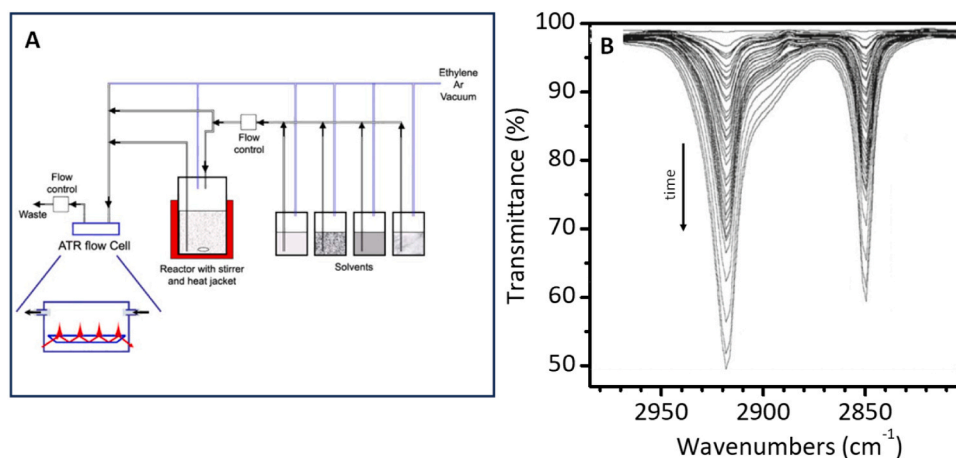 A
Ethylene
Ar
Vacuum
Flow
control
Flow
control
Waste
ATR flow Cell
Reactor with stirrer
and heat jacket
Solvents
B
Transmittance (%)
100
90
80
70
60
50
time
2950
2900
2850
Wavenumbers (cm⁻¹)